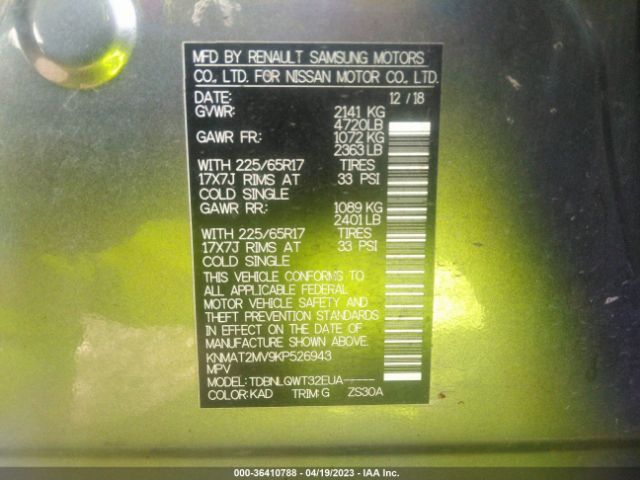 MFD BY RENAULT SAMSUNG MOTORS
CO., LTD. FOR NISSAN MOTOR CO., LTD.
DATE: 12 / 18
GVWR: 2141 KG
4720LB
GAWR FR: 1072 KG
2363 LB
WITH 225/65R17 TIRES
17X7J RIMS AT 33 PSI
COLD SINGLE
GAWR RR: 1089 KG
2401 LB
WITH 225/65R17 TIRES
17X7J RIMS AT 33 PSI
COLD SINGLE
THIS VEHICLE CONFORMS TO
ALL APPLICABLE FEDERAL
MOTOR VEHICLE SAFETY AND
THEFT PREVENTION STANDARDS
IN EFFECT ON THE DATE OF
MANUFACTURE SHOWN ABOVE.
KNMAT2MV9KP526943
MPV
MODEL: TDBNLQWT32EUA-----
COLOR: KAD TRIM: G ZS30A
000-36410788 - 04/19/2023 - IAA Inc.